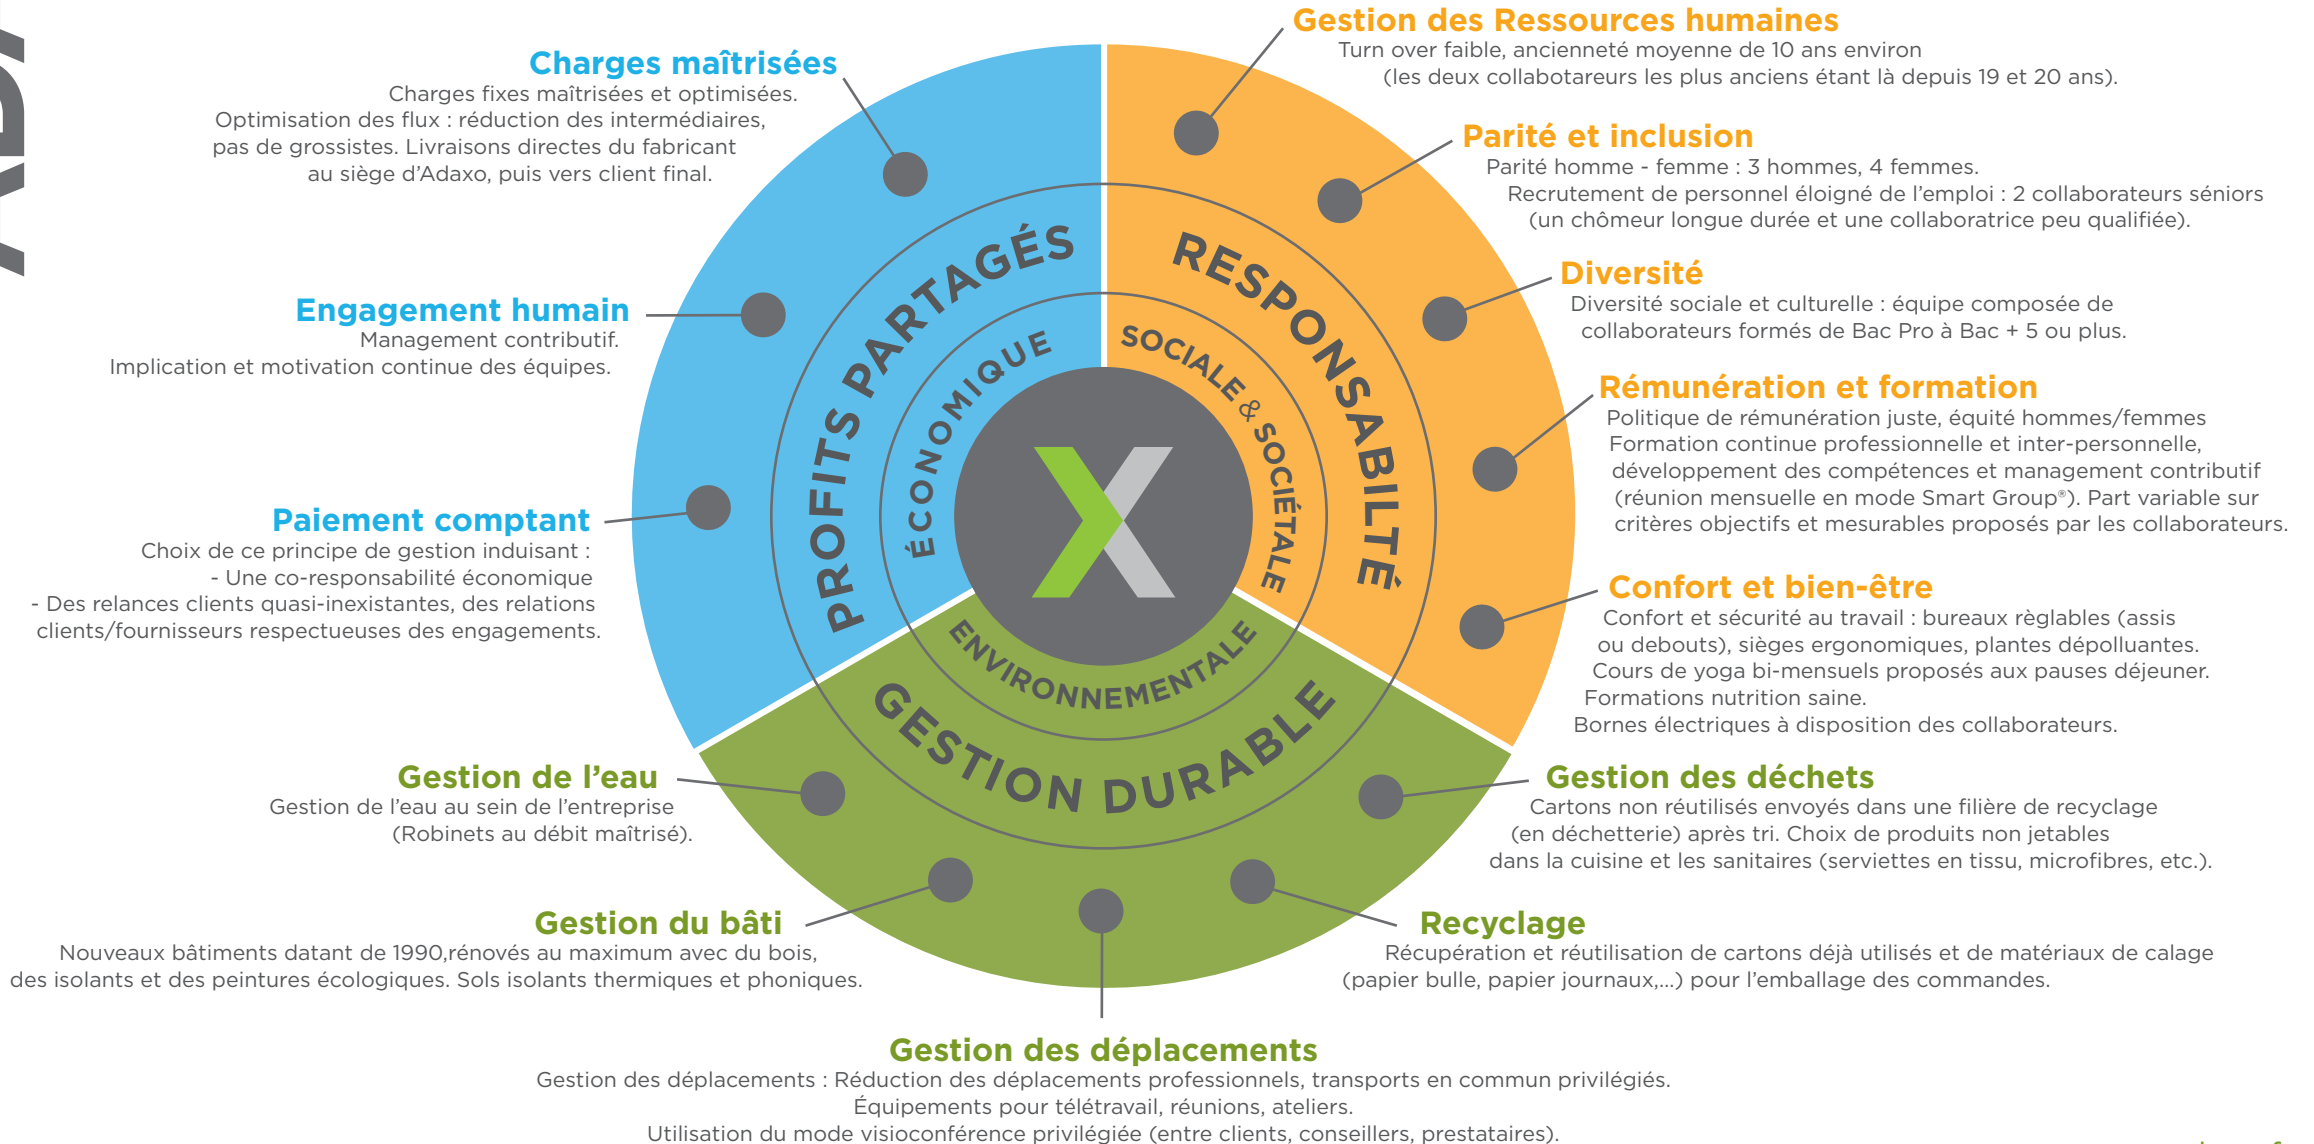 Gestion des Ressources humaines
Turn over faible, ancienneté moyenne de 10 ans environ
(les deux collabotareurs les plus anciens étant là depuis 19 et 20 ans).
Parité et inclusion
Parité homme - femme : 3 hommes, 4 femmes.
Recrutement de personnel éloigné de l’emploi : 2 collaborateurs séniors
(un chômeur longue durée et une collaboratrice peu qualifiée).
Diversité
Diversité sociale et culturelle : équipe composée de
collaborateurs formés de Bac Pro à Bac + 5 ou plus.
Rémunération et formation
Politique de rémunération juste, équité hommes/femmes
Formation continue professionnelle et inter-personnelle,
développement des compétences et management contributif
(réunion mensuelle en mode Smart Group®). Part variable sur
critères objectifs et mesurables proposés par les collaborateurs.
Confort et bien-être
Confort et sécurité au travail : bureaux règlables (assis
ou debouts), sièges ergonomiques, plantes dépolluantes.
Cours de yoga bi-mensuels proposés aux pauses déjeuner.
Formations nutrition saine.
Bornes électriques à disposition des collaborateurs.
Gestion des déchets
Cartons non réutilisés envoyés dans une filière de recyclage
(en déchetterie) après tri. Choix de produits non jetables
dans la cuisine et les sanitaires (serviettes en tissu, microfibres, etc.).
Recyclage
Récupération et réutilisation de cartons déjà utilisés et de matériaux de calage
(papier bulle, papier journaux,...) pour l’emballage des commandes.
Gestion des déplacements
Gestion des déplacements : Réduction des déplacements professionnels, transports en commun privilégiés.
Équipements pour télétravail, réunions, ateliers.
Utilisation du mode visioconférence privilégiée (entre clients, conseillers, prestataires).
Gestion du bâti
Nouveaux bâtiments datant de 1990,rénovés au maximum avec du bois,
des isolants et des peintures écologiques. Sols isolants thermiques et phoniques.
Gestion de l’eau
Gestion de l’eau au sein de l’entreprise
(Robinets au débit maîtrisé).
Paiement comptant
Choix de ce principe de gestion induisant :
- Une co-responsabilité économique
- Des relances clients quasi-inexistantes, des relations
clients/fournisseurs respectueuses des engagements.
Engagement humain
Management contributif.
Implication et motivation continue des équipes.
Charges maîtrisées
Charges fixes maîtrisées et optimisées.
Optimisation des flux : réduction des intermédiaires,
pas de grossistes. Livraisons directes du fabricant
au siège d’Adaxo, puis vers client final.
PROFITS PARTAGÉS
ÉCONOMIQUE
RESPONSABILTÉ
SOCIALE & SOCIÉTALE
GESTION DURABLE
ENVIRONNEMENTALE
X